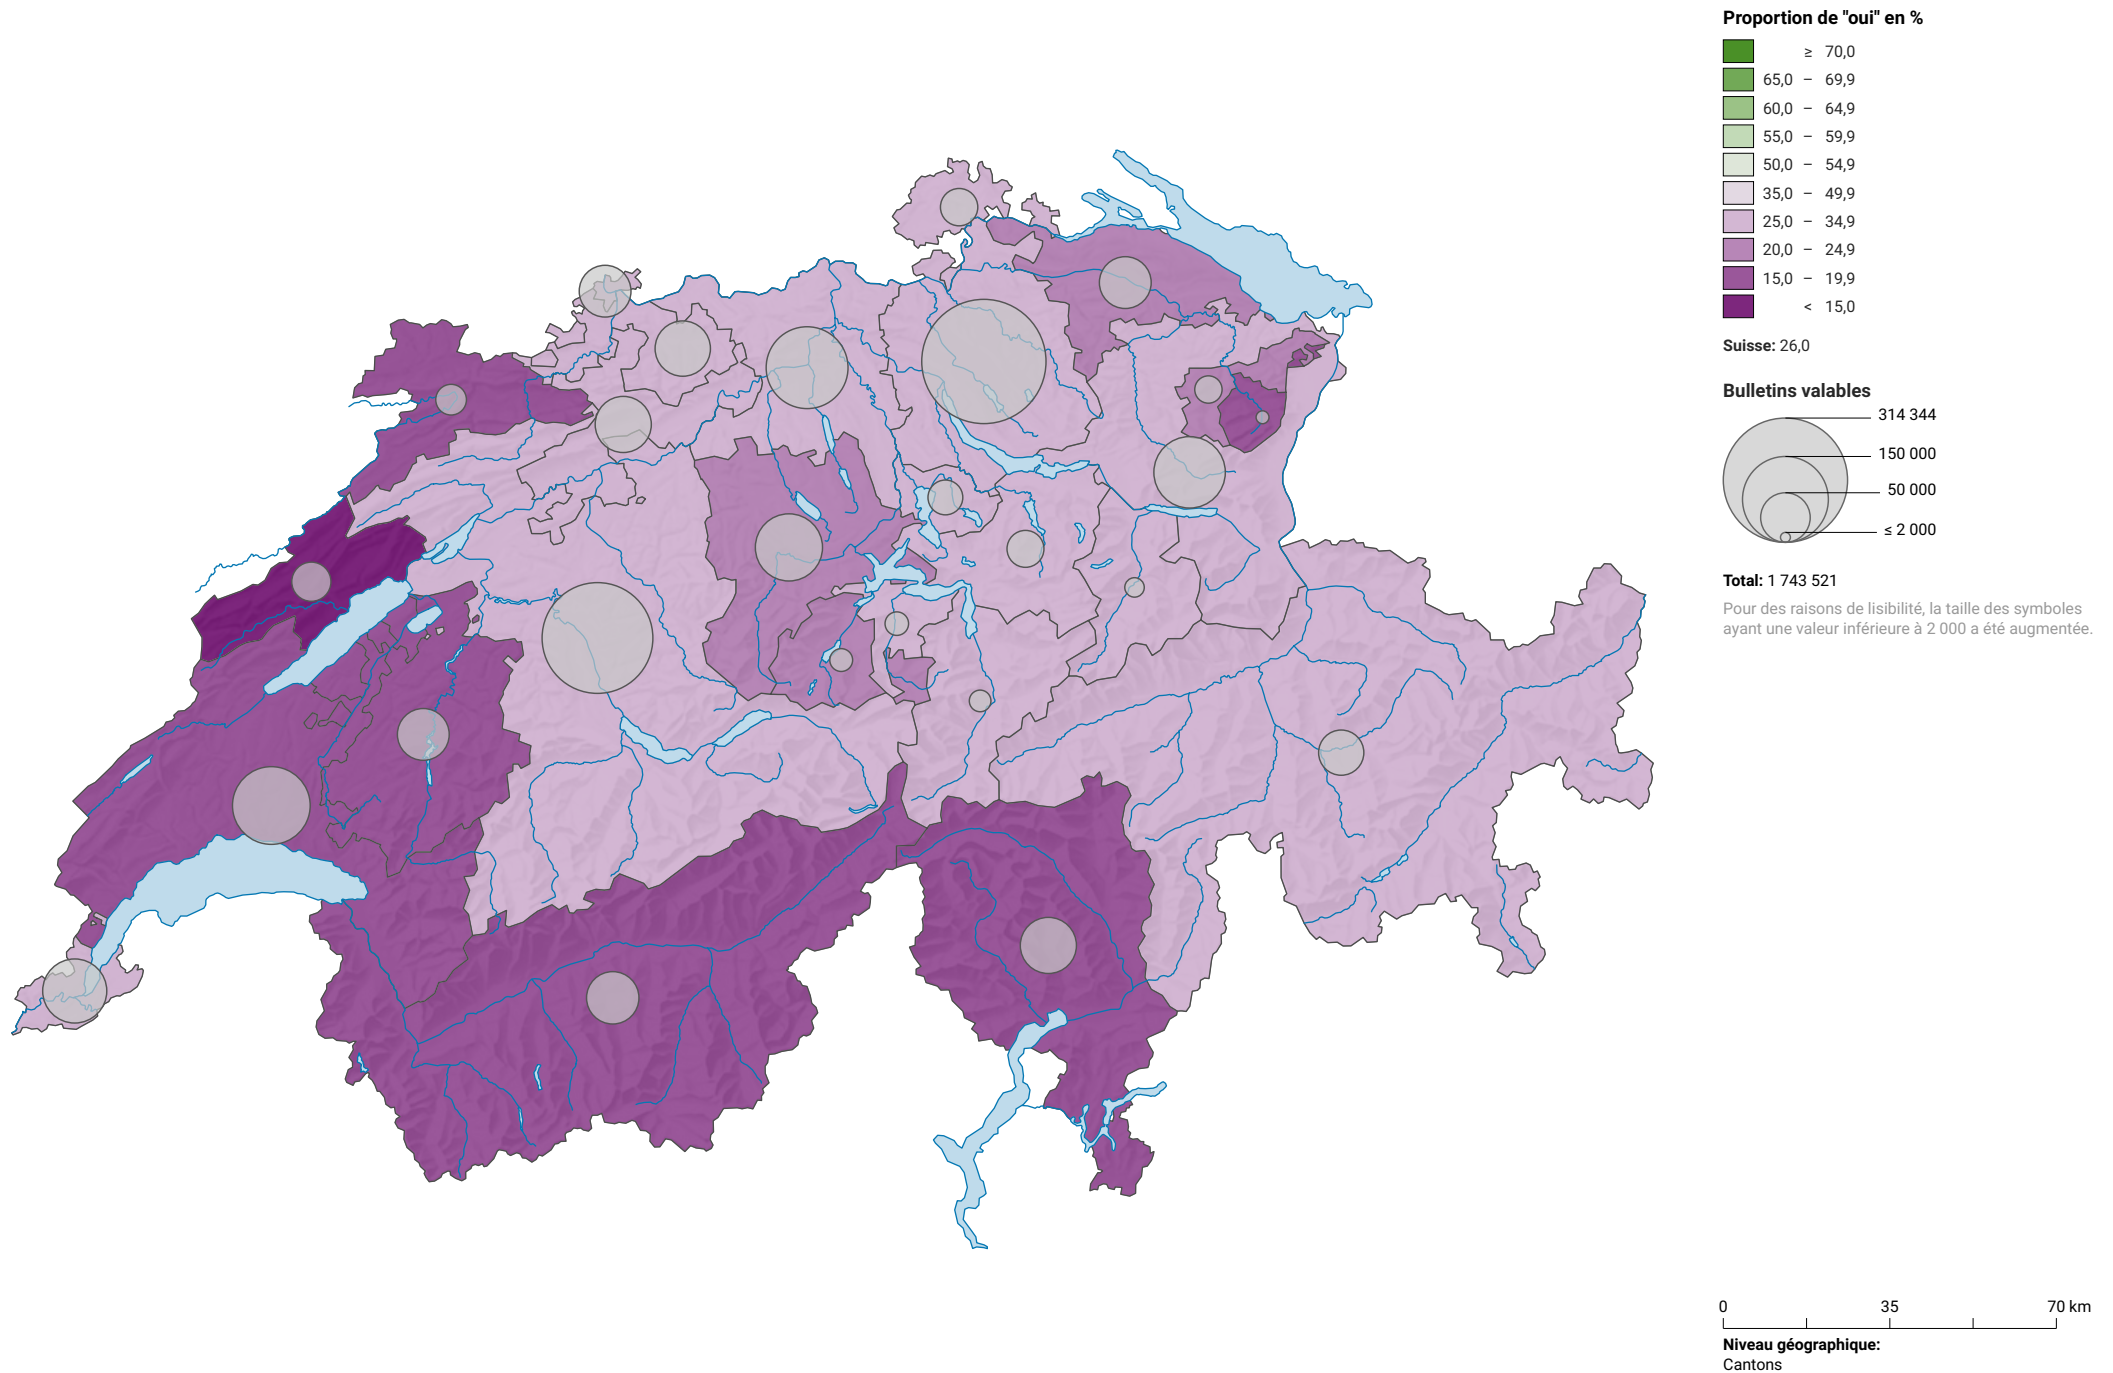 Proportion de "oui" en %
≥ 70,0
65,0 – 69,9
60,0 – 64,9
55,0 – 59,9
50,0 – 54,9
35,0 – 49,9
25,0 – 34,9
20,0 – 24,9
15,0 – 19,9
< 15,0
Suisse: 26,0
Bulletins valables
314 344
150 000
50 000
≤ 2 000
Total: 1 743 521
Pour des raisons de lisibilité, la taille des symboles
ayant une valeur inférieure à 2 000 a été augmentée.
0 35 70 km
Niveau géographique:
Cantons